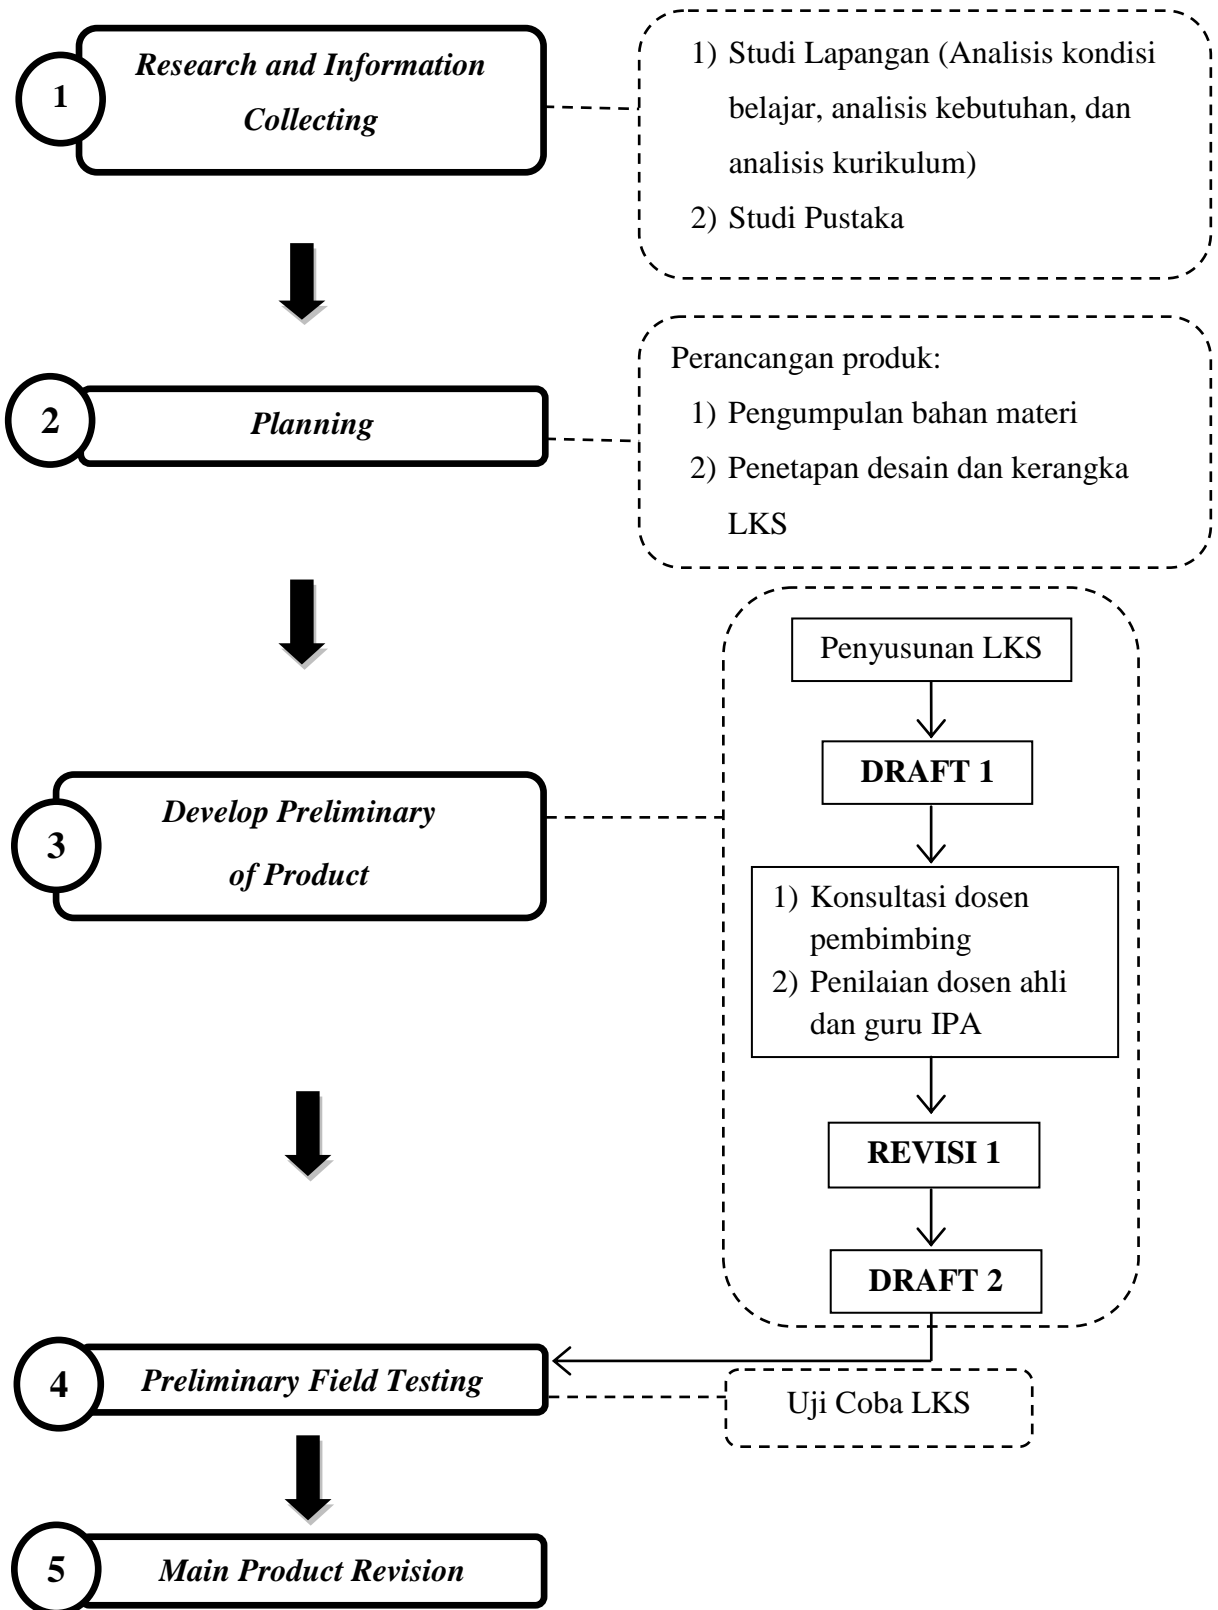 1
Research and Information
Collecting
1) Studi Lapangan (Analisis kondisi
belajar, analisis kebutuhan, dan
analisis kurikulum)
2) Studi Pustaka
2
Planning
Perancangan produk:
1) Pengumpulan bahan materi
2) Penetapan desain dan kerangka
LKS
3
Develop Preliminary
of Product
Penyusunan LKS
DRAFT 1
1) Konsultasi dosen
pembimbing
2) Penilaian dosen ahli
dan guru IPA
REVISI 1
DRAFT 2
4
Preliminary Field Testing
Uji Coba LKS
5
Main Product Revision